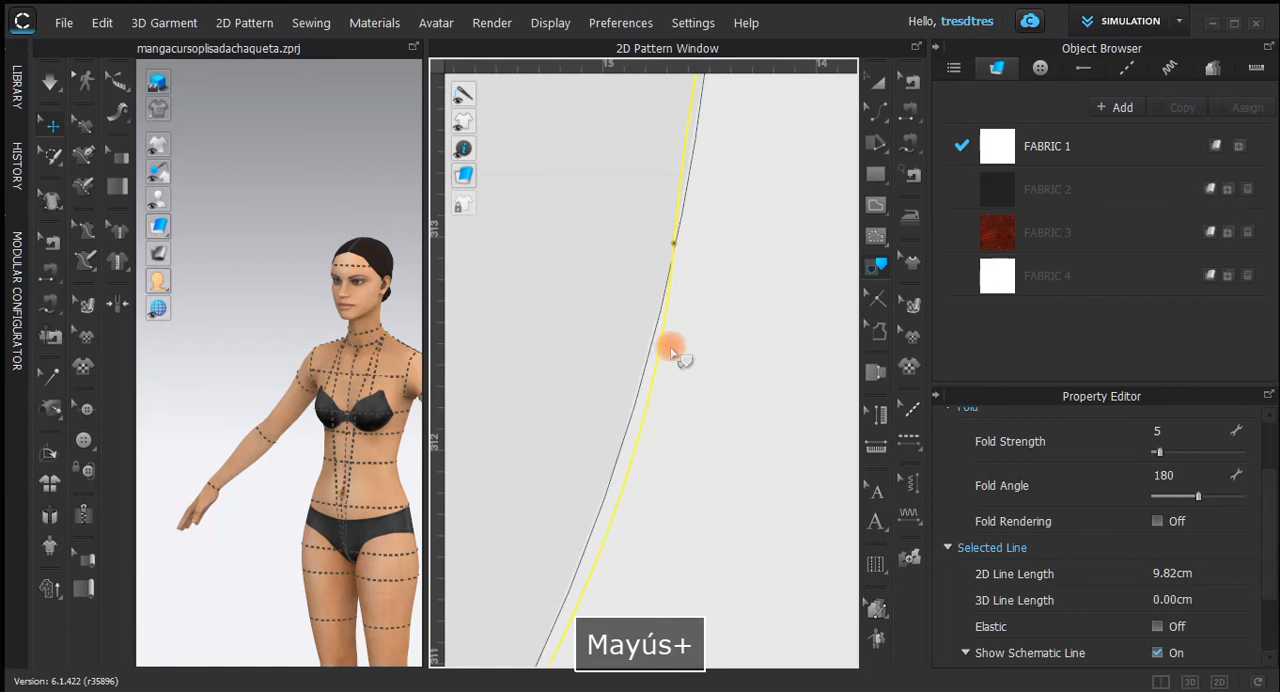 File Edit 3D Garment 2D Pattern Sewing Materials Avatar Render Display Preferences Settings Help
Hello, tresdtres
SIMULATION
mangacursoplisadachaqueta.zprj
2D Pattern Window
Object Browser
LIBRARY
HISTORY
MODULAR CONFIGURATOR
15 14
313
312
311
+ Add Copy Assign
FABRIC 1
FABRIC 2
FABRIC 3
FABRIC 4
Property Editor
Fold
Fold Strength 5
Fold Angle 180
Fold Rendering Off
Selected Line
2D Line Length 9.82cm
3D Line Length 0.00cm
Elastic Off
Show Schematic Line On
Mayús+
Version: 6.1.422 (r35896)
3D 2D